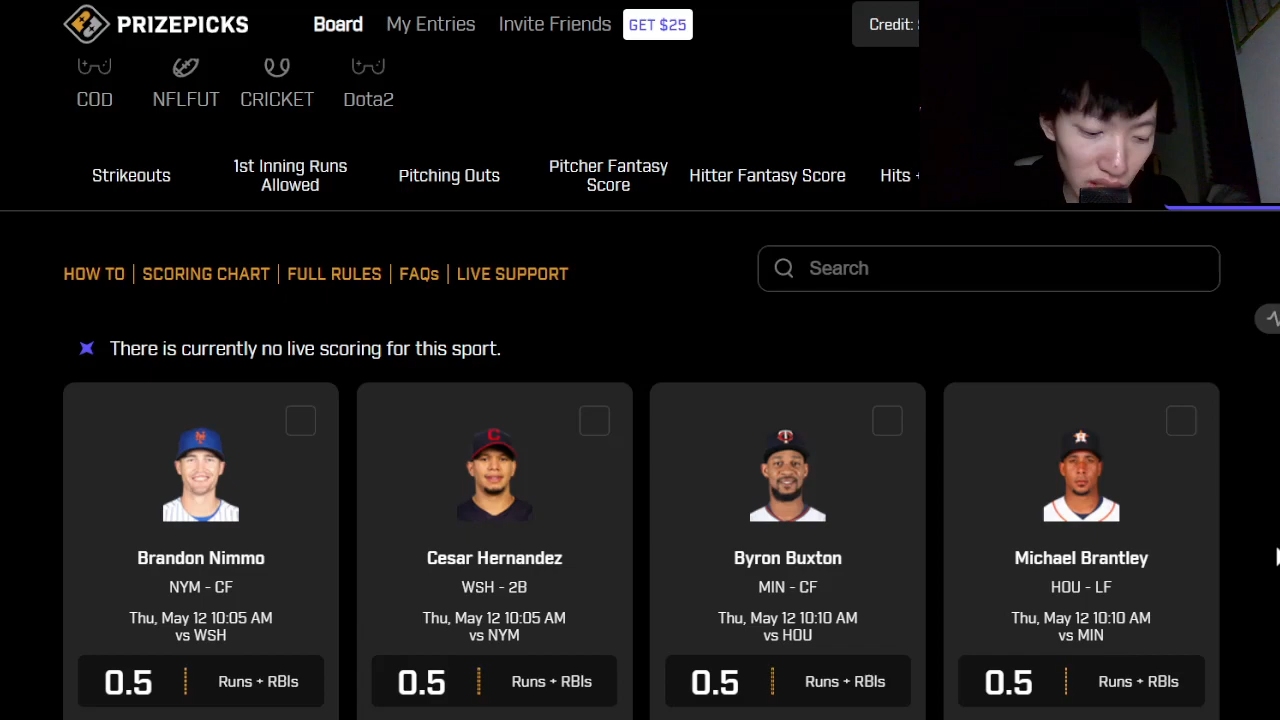 PRIZEPICKS
Board
My Entries
Invite Friends
GET $25
Credit:
COD
NFLFUT
CRICKET
Dota2
Strikeouts
1st Inning Runs
Allowed
Pitching Outs
Pitcher Fantasy
Score
Hitter Fantasy Score
Hits +
HOW TO
SCORING CHART
FULL RULES
FAQs
LIVE SUPPORT
Search
There is currently no live scoring for this sport.
Brandon Nimmo
NYM - CF
Thu, May 12 10:05 AM
vs WSH
0.5
Runs + RBIs
Cesar Hernandez
WSH - 2B
Thu, May 12 10:05 AM
vs NYM
0.5
Runs + RBIs
Byron Buxton
MIN - CF
Thu, May 12 10:10 AM
vs HOU
0.5
Runs + RBIs
Michael Brantley
HOU - LF
Thu, May 12 10:10 AM
vs MIN
0.5
Runs + RBIs